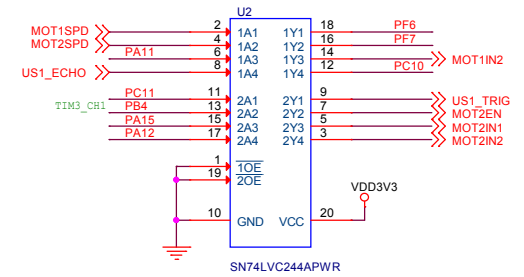 U2
MOT1SPD 2 1A1 1Y1 18 PF6
MOT2SPD 4 1A2 1Y2 16 PF7
PA11 6 1A3 1Y3 14 MOT1IN2
US1_ECHO 8 1A4 1Y4 12 PC10
PC11 11 2A1 2Y1 9 US1_TRIG
TIM3_CH1 PB4 13 2A2 2Y2 7 MOT2EN
PA15 15 2A3 2Y3 5 MOT2IN1
PA12 17 2A4 2Y4 3 MOT2IN2
1 1OE
19 2OE
VDD3V3
10 GND VCC 20
SN74LVC244APWR